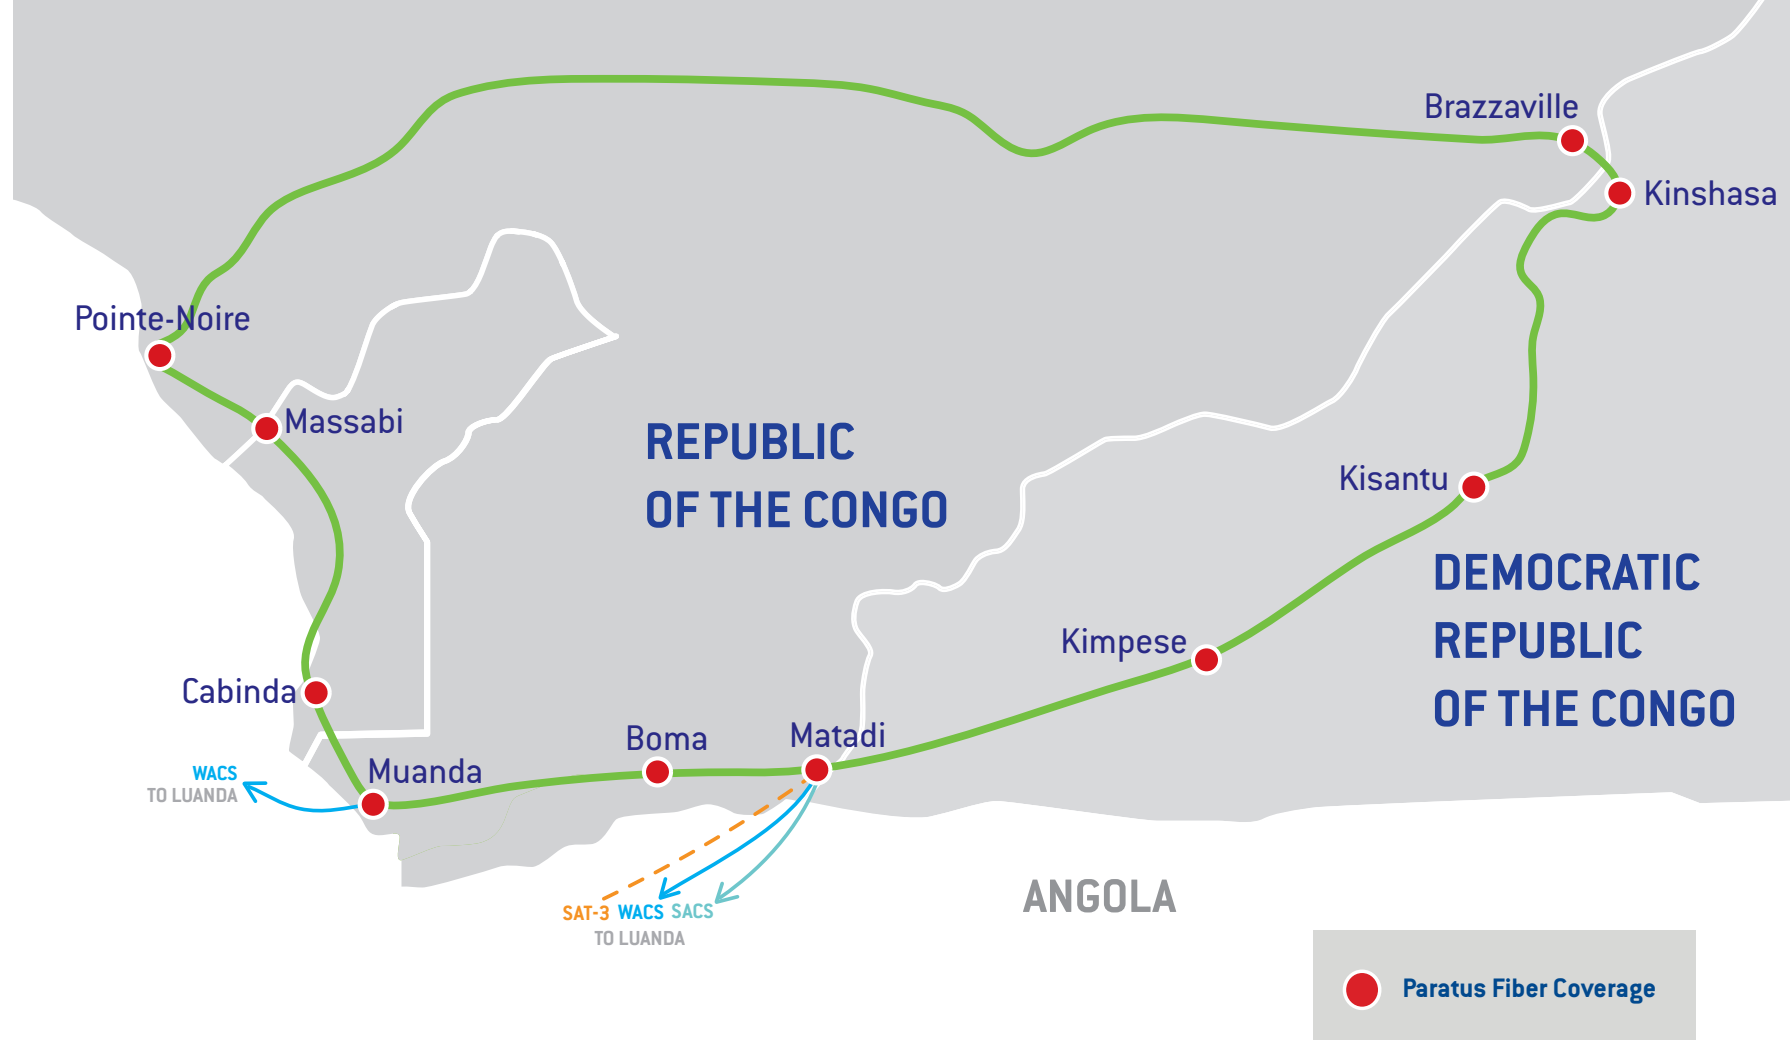 Brazzaville
Kinshasa
Pointe-Noire
Massabi
REPUBLIC
OF THE CONGO
Kisantu
DEMOCRATIC
REPUBLIC
OF THE CONGO
Kimpese
Cabinda
Boma
Matadi
Muanda
WACS
TO LUANDA
SAT-3 WACS SACS
TO LUANDA
ANGOLA
Paratus Fiber Coverage